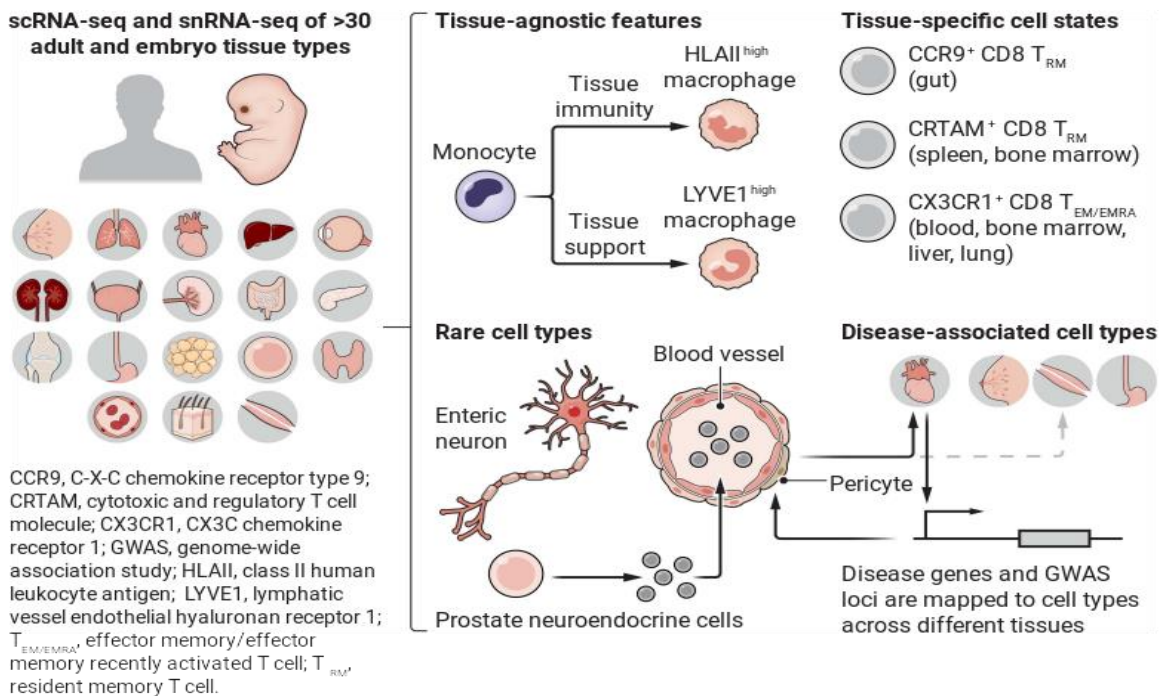 scRNA-seq and snRNA-seq of >30
adult and embryo tissue types
Tissue-agnostic features
Monocyte
Tissue
immunity
HLAII high
macrophage
Tissue
support
LYVE1 high
macrophage
Tissue-specific cell states
CCR9+ CD8 TRM
(gut)
CRTAM+ CD8 TRM
(spleen, bone marrow)
CX3CR1+ CD8 TEM/EMRA
(blood, bone marrow,
liver, lung)
Rare cell types
Enteric
neuron
Blood vessel
Pericyte
Prostate neuroendocrine cells
Disease-associated cell types
Disease genes and GWAS
loci are mapped to cell types
across different tissues
CCR9, C-X-C chemokine receptor type 9;
CRTAM, cytotoxic and regulatory T cell
molecule; CX3CR1, CX3C chemokine
receptor 1; GWAS, genome-wide
association study; HLAII, class II human
leukocyte antigen; LYVE1, lymphatic
vessel endothelial hyaluronan receptor 1;
TEM/EMRA, effector memory/effector
memory recently activated T cell; T RM,
resident memory T cell.